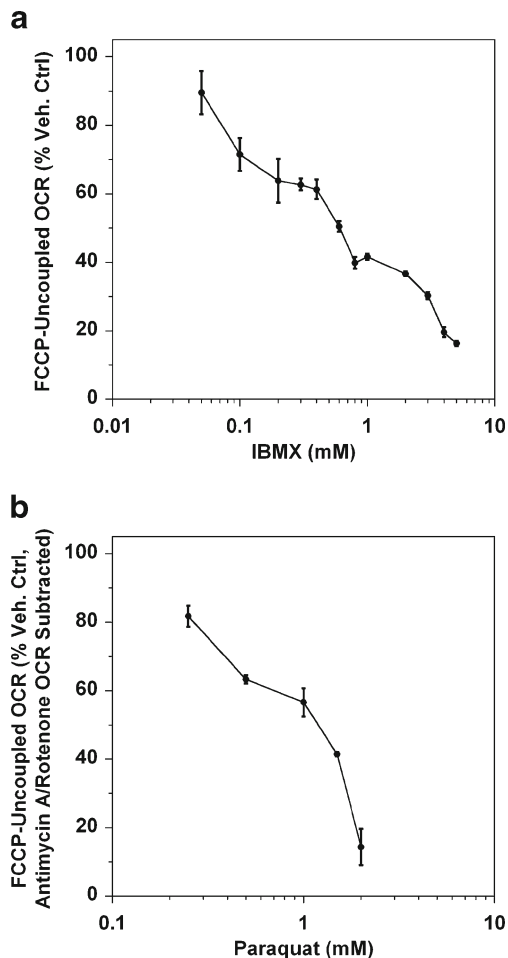 a
FCCP-Uncoupled OCR (% Veh. Ctrl)
100
80
60
40
20
0
0.01 0.1 1 10
IBMX (mM)
b
FCCP-Uncoupled OCR (% Veh. Ctrl,
Antimycin A/Rotenone OCR Subtracted)
100
80
60
40
20
0
0.1 1 10
Paraquat (mM)